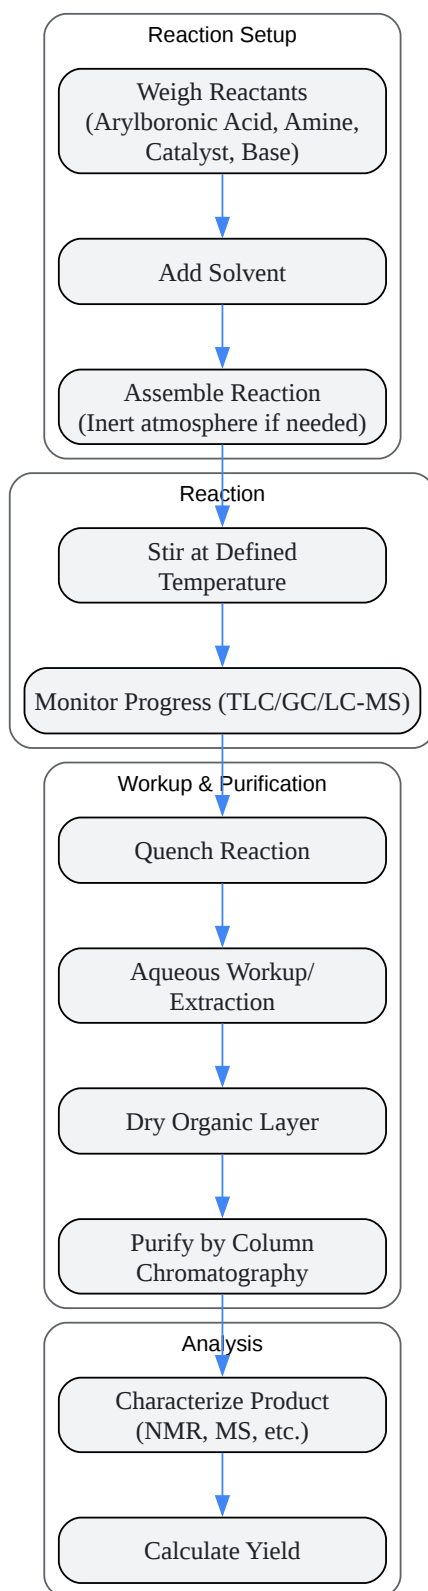 Reaction Setup
Weigh Reactants
(Arylboronic Acid, Amine,
Catalyst, Base)
Add Solvent
Assemble Reaction
(Inert atmosphere if needed)
Reaction
Stir at Defined
Temperature
Monitor Progress (TLC/GC/LC-MS)
Workup & Purification
Quench Reaction
Aqueous Workup/
Extraction
Dry Organic Layer
Purify by Column
Chromatography
Analysis
Characterize Product
(NMR, MS, etc.)
Calculate Yield